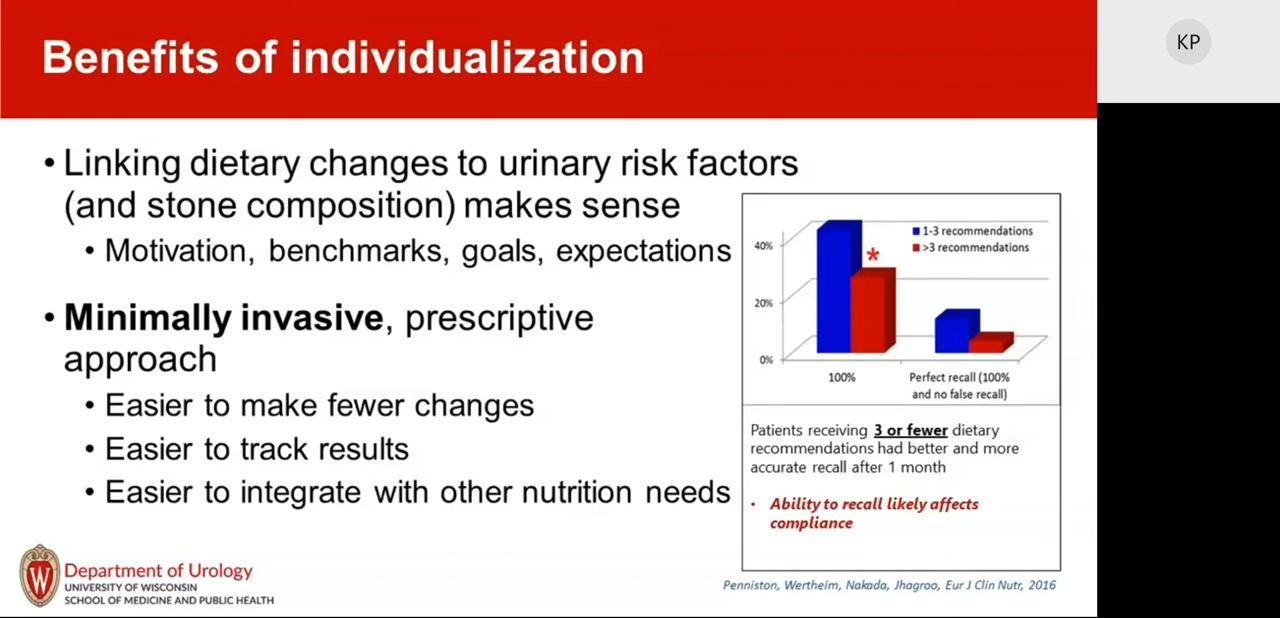 Benefits of individualization
KP
• Linking dietary changes to urinary risk factors
(and stone composition) makes sense
• Motivation, benchmarks, goals, expectations
• Minimally invasive, prescriptive
approach
• Easier to make fewer changes
• Easier to track results
• Easier to integrate with other nutrition needs
1-3 recommendations
>3 recommendations
40%
*
20%
0%
100%
Perfect recall (100%
and no false recall)
Patients receiving 3 or fewer dietary
recommendations had better and more
accurate recall after 1 month
• Ability to recall likely affects
compliance
W
Department of Urology
UNIVERSITY OF WISCONSIN
SCHOOL OF MEDICINE AND PUBLIC HEALTH
Penniston, Wertheim, Nakada, Jhagroo, Eur J Clin Nutr, 2016